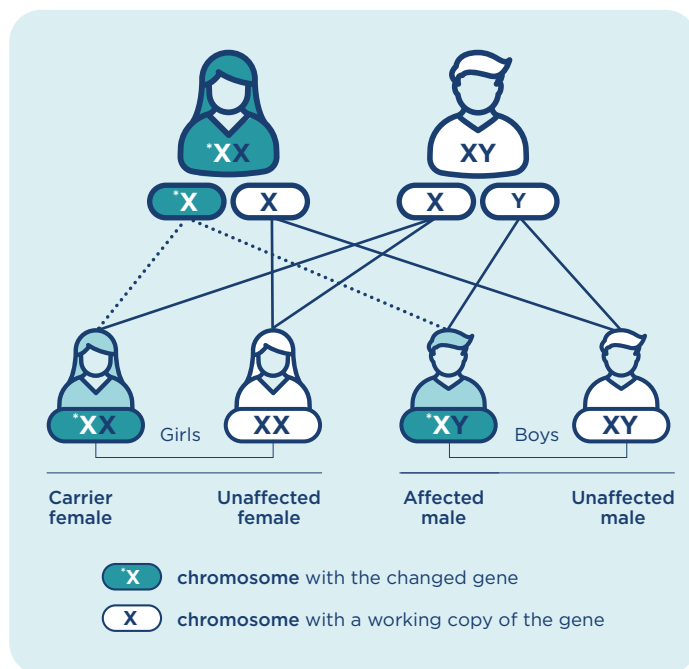 *XX
XY
*X
X
X
Y
*XX
Girls
XX
*XY
Boys
XY
Carrier
female
Unaffected
female
Affected
male
Unaffected
male
*X chromosome with the changed gene
X chromosome with a working copy of the gene